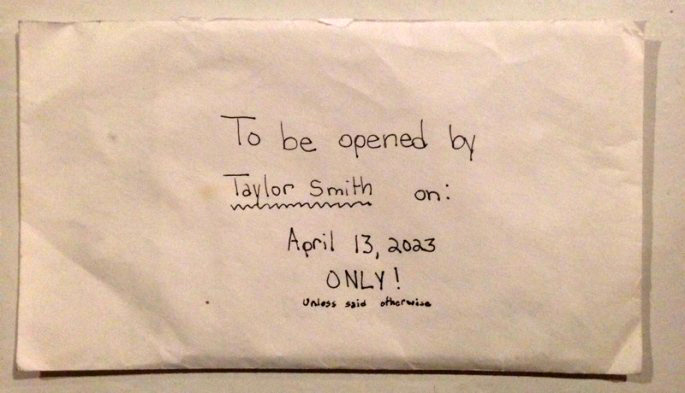 To be opened by
Taylor Smith on:
April 13, 2023
ONLY!
Unless said otherwise